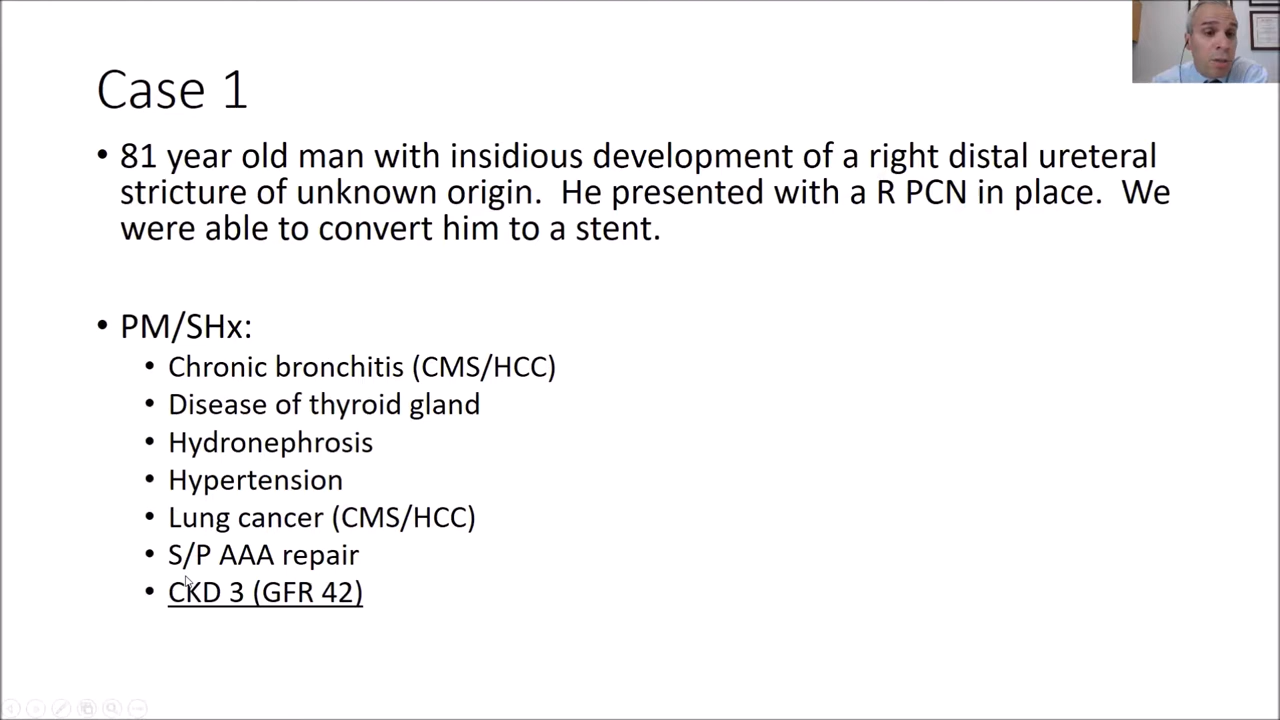 Case 1
• 81 year old man with insidious development of a right distal ureteral
stricture of unknown origin.  He presented with a R PCN in place.  We
were able to convert him to a stent.
• PM/SHx:
• Chronic bronchitis (CMS/HCC)
• Disease of thyroid gland
• Hydronephrosis
• Hypertension
• Lung cancer (CMS/HCC)
• S/P AAA repair
• CKD 3 (GFR 42)